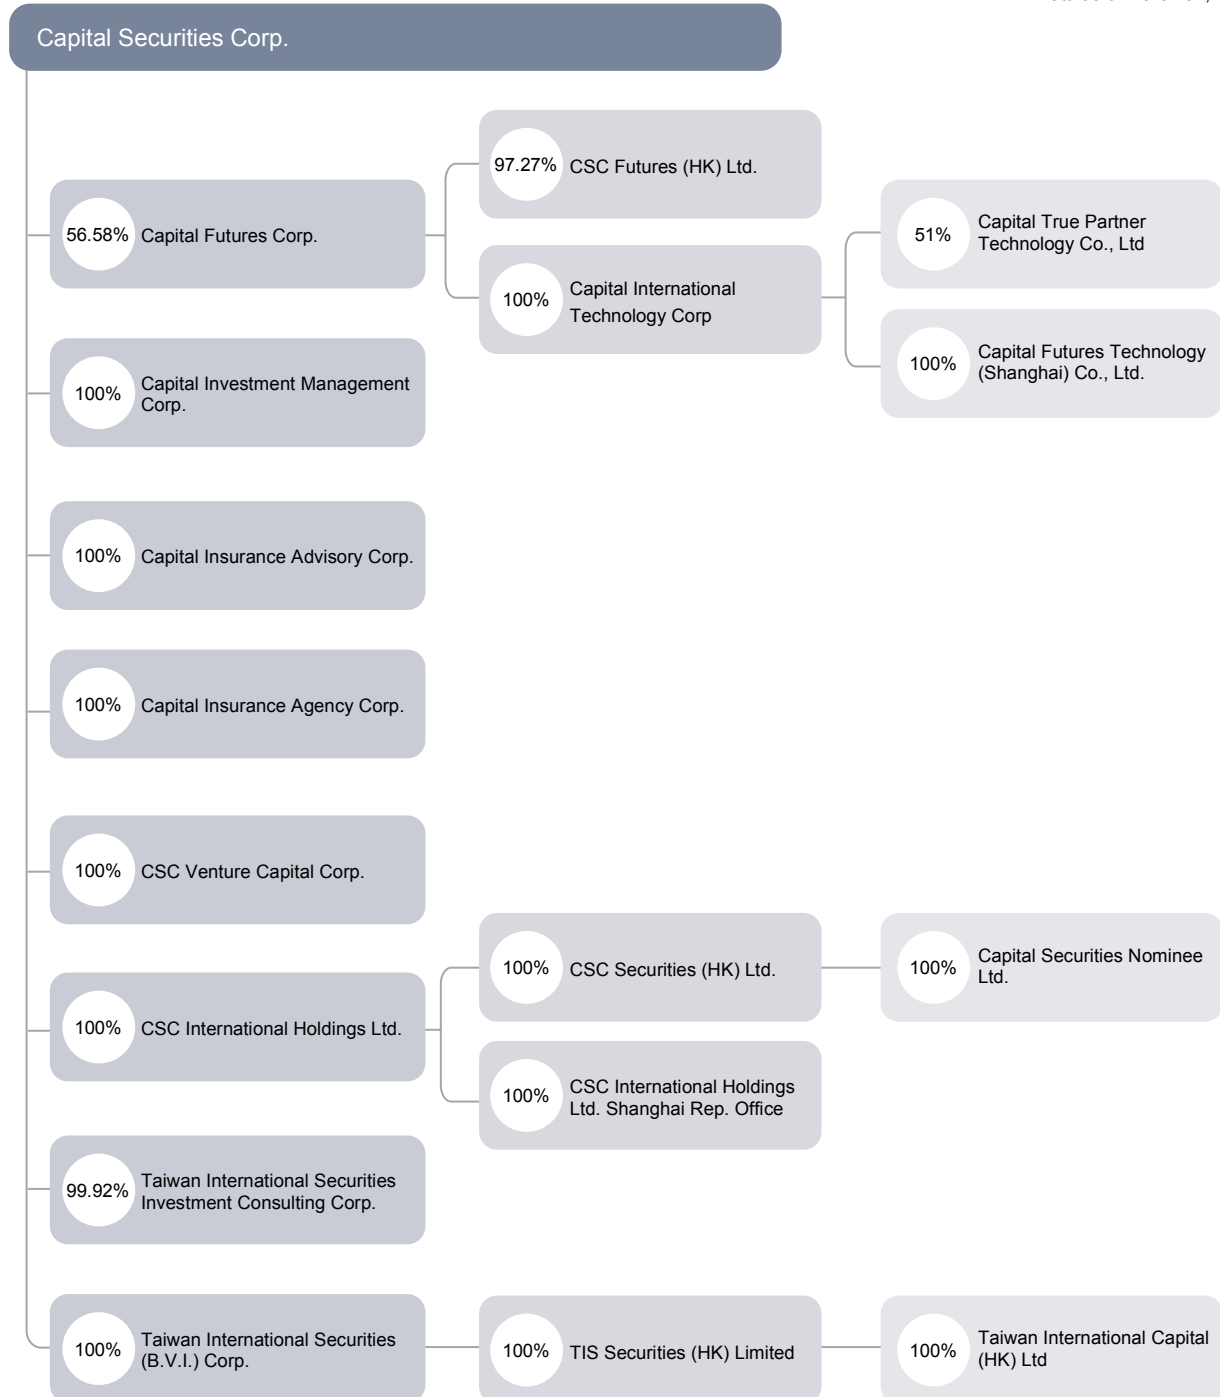 Capital Securities Corp.
97.27%
CSC Futures (HK) Ltd.
56.58%
Capital Futures Corp.
51%
Capital True Partner
Technology Co., Ltd
100%
Capital International
Technology Corp
100%
Capital Futures Technology
(Shanghai) Co., Ltd.
100%
Capital Investment Management
Corp.
100%
Capital Insurance Advisory Corp.
100%
Capital Insurance Agency Corp.
100%
CSC Venture Capital Corp.
100%
CSC Securities (HK) Ltd.
100%
Capital Securities Nominee
Ltd.
100%
CSC International Holdings Ltd.
100%
CSC International Holdings
Ltd. Shanghai Rep. Office
99.92%
Taiwan International Securities
Investment Consulting Corp.
100%
Taiwan International Securities
(B.V.I.) Corp.
100%
TIS Securities (HK) Limited
100%
Taiwan International Capital
(HK) Ltd